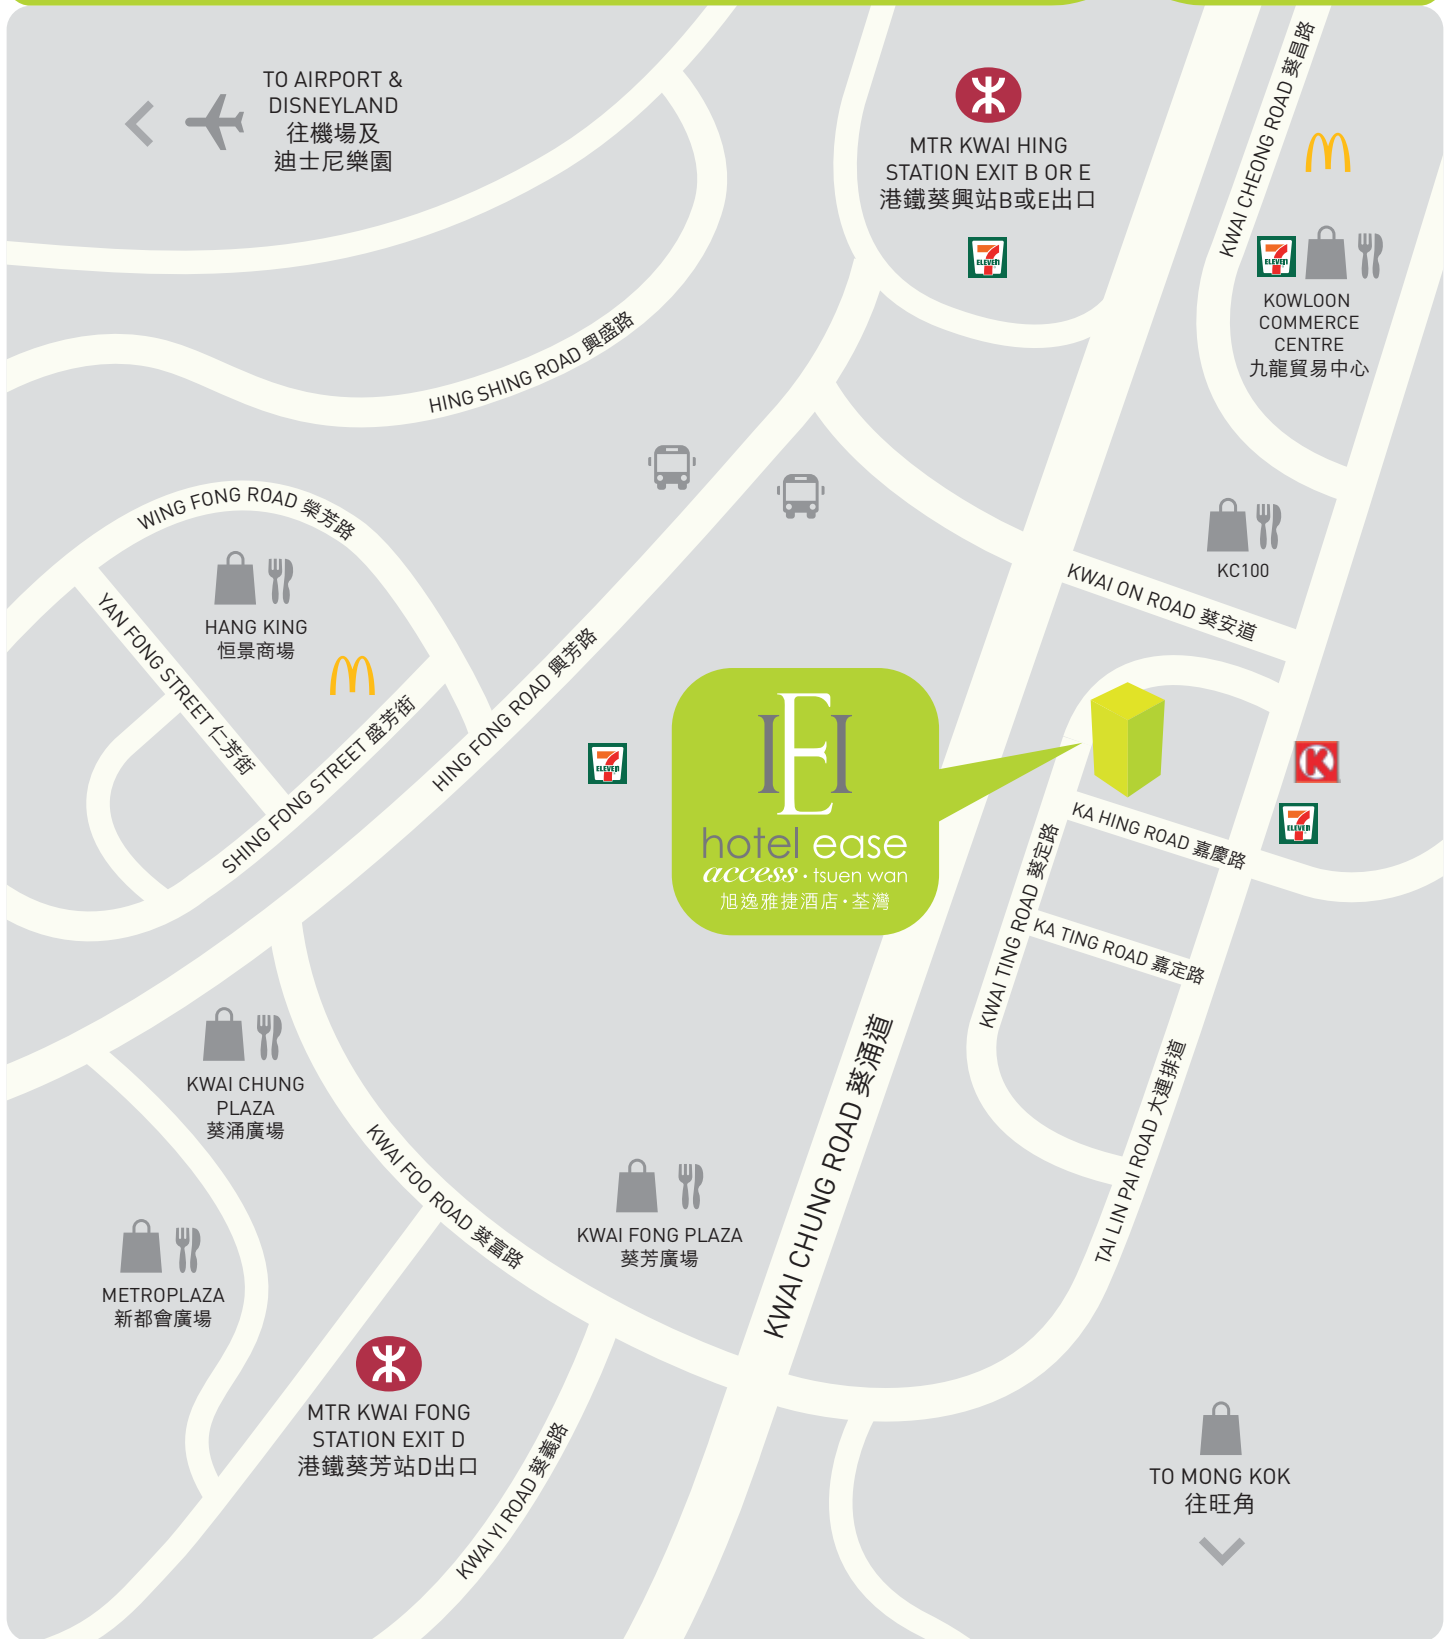 TO AIRPORT &
DISNEYLAND
往機場及
迪士尼樂園
MTR KWAI HING
STATION EXIT B OR E
港鐵葵興站B或E出口
KWAI CHEONG ROAD 葵昌路
7
ELEVEn
7
ELEVEn
KOWLOON
COMMERCE
CENTRE
九龍貿易中心
HING SHING ROAD 興盛路
WING FONG ROAD 榮芳路
HANG KING
恒景商場
YAN FONG STREET 仁芳街
SHING FONG STREET 盛芳街
HING FONG ROAD 興芳路
KC100
KWAI ON ROAD 葵安道
7
ELEVEn
HEH
hotel ease
access · tsuen wan
旭逸雅捷酒店·荃灣
K
7
ELEVEn
KA HING ROAD 嘉慶路
KWAI TING ROAD 葵定路
KA TING ROAD 嘉定路
KWAI CHUNG
PLAZA
葵涌廣場
KWAI CHUNG ROAD 葵涌道
TAI LIN PAI ROAD 大連排道
KWAI FOO ROAD 葵富路
KWAI FONG PLAZA
葵芳廣場
METROPLAZA
新都會廣場
MTR KWAI FONG
STATION EXIT D
港鐵葵芳站D出口
KWAI YI ROAD 葵義路
TO MONG KOK
往旺角